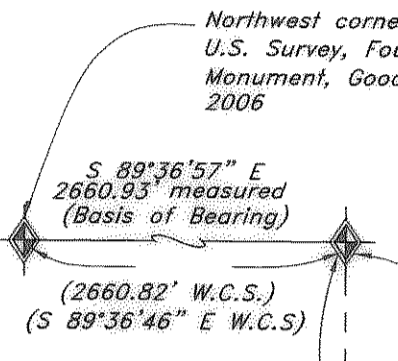 Northwest corne
U.S. Survey, Fou
Monument, Good
2006
S 89°36'57" E
2660.93' measured
(Basis of Bearing)
(2660.82' W.C.S.)
(S 89°36'46" E W.C.S)